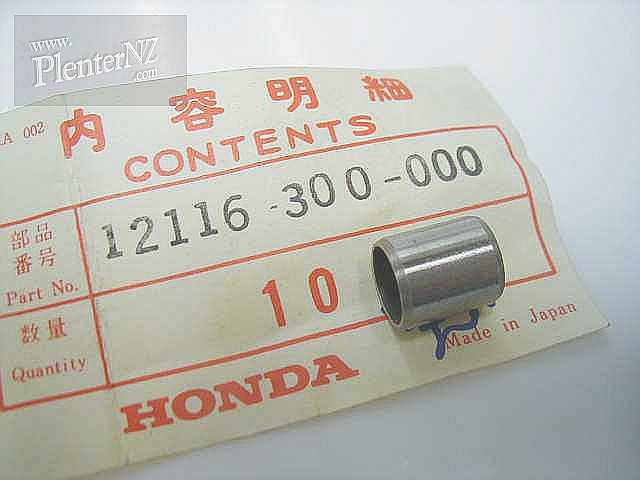 www.
PlenterNZ
.com
A 002
内容明細
CONTENTS
部品
番号
Part No.
12116-300-000
数量
Quantity
10
Made in Japan
HONDA